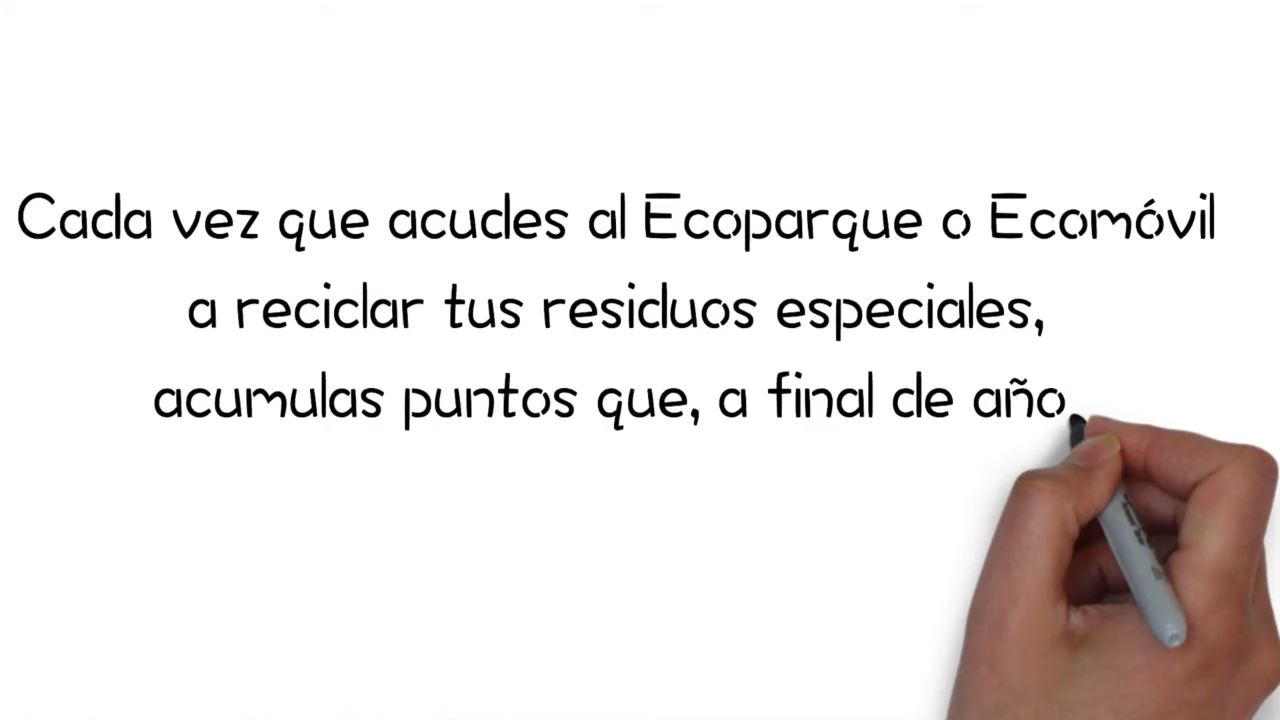 Cada vez que acudes al Ecoparque o Ecomóvil
a reciclar tus residuos especiales,
acumulas puntos que, a final de año